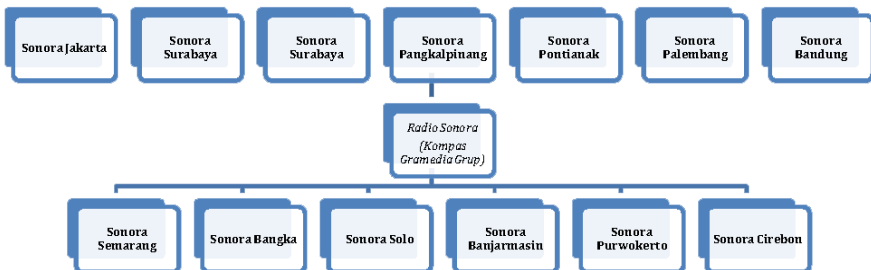 Sonora Jakarta
Sonora
Surabaya
Sonora
Surabaya
Sonora
Pangkalpinang
Sonora
Pontianak
Sonora
Palembang
Sonora
Bandung
Radio Sonora
(Kompas
Gramedia Grup)
Sonora
Semarang
Sonora Bangka
Sonora Solo
Sonora
Banjarmasin
Sonora
Purwokerto
Sonora Cirebon